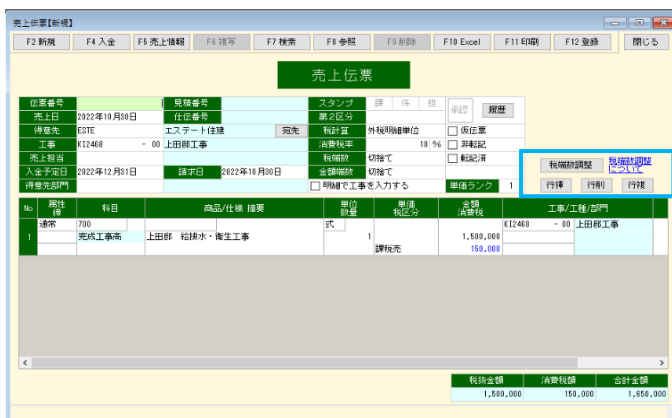 売上伝票【新規】
F2 新規 F4 入金 F5 売上情報 F6 複写 F7 検索 F8 参照 F9 削除 F10 Excel F11 印刷 F12 登録 閉じる
売上伝票
伝票番号 見積番号 スタンプ 課 係 担 承認 履歴
売上日 2022年10月30日 仕伝番号 第2区分
得意先 ESTE エステート住建 宛先 税計算 外税明細単位 仮伝票
工事 KI2468 - 00 上田邸工事 消費税率 10 % 非転記
売上担当 税端数 切捨て 転記済 税端数調整 税端数調整について
入金予定日 2022年12月31日 請求日 2022年10月30日 金額端数 切捨て
得意先部門 明細で工事を入力する 単価ランク 1 行挿 行削 行複
No 属性 科目 商品/仕様 摘要 単位 単価 金額 工事/工種/部門
数量 税区分 消費税
通常 700 式 KI2468 - 00 上田邸工事
1 完成工事高 上田邸 給排水・衛生工事 1 1,500,000
課税売 150,000
税抜金額 消費税額 合計金額
1,500,000 150,000 1,650,000